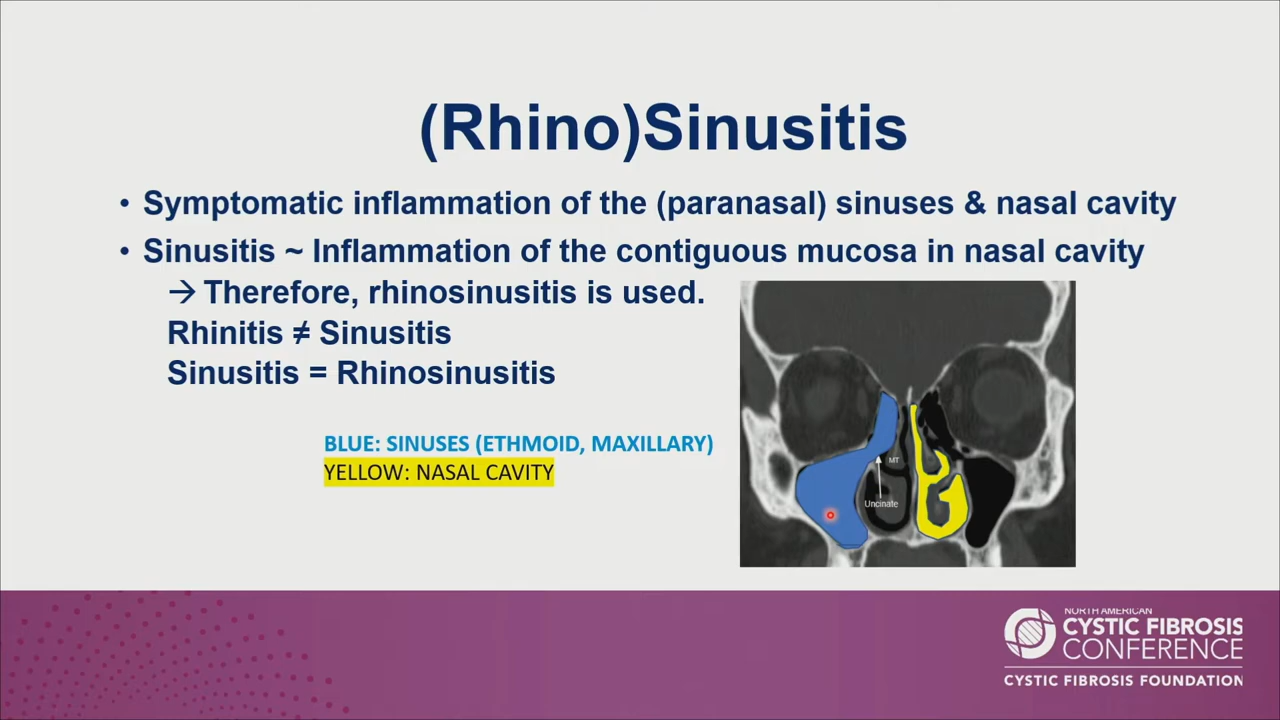 (Rhino)Sinusitis
• Symptomatic inflammation of the (paranasal) sinuses & nasal cavity
• Sinusitis ~ Inflammation of the contiguous mucosa in nasal cavity
→ Therefore, rhinosinusitis is used.
Rhinitis ≠ Sinusitis
Sinusitis = Rhinosinusitis
BLUE: SINUSES (ETHMOID, MAXILLARY)
YELLOW: NASAL CAVITY
MT
Uncinate
NORTH AMERICAN
CYSTIC FIBROSIS
CONFERENCE
CYSTIC FIBROSIS FOUNDATION